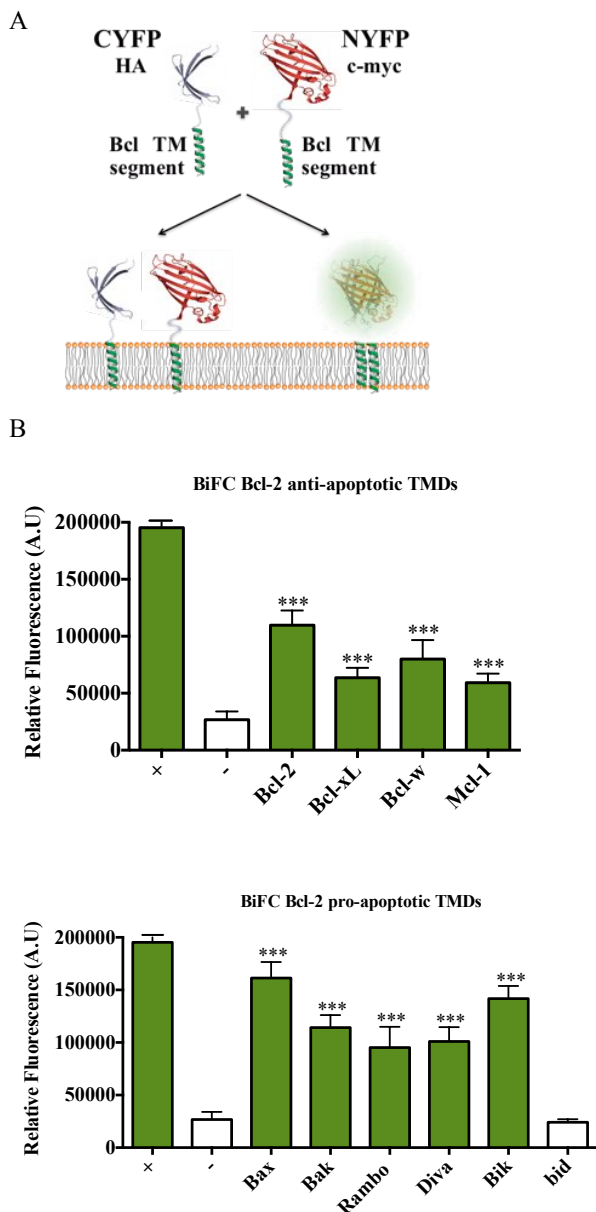 A
CYFP
HA
NYFP
c-myc
+
Bcl TM
segment
Bcl TM
segment
B
BiFC Bcl-2 anti-apoptotic TMDs
Relative Fluorescence (A.U)
200000
150000
100000
50000
0
***
***
***
***
+
-
Bcl-2
Bcl-xL
Bcl-w
Mcl-1
BiFC Bcl-2 pro-apoptotic TMDs
Relative Fluorescence (A.U)
200000
150000
100000
50000
0
***
***
***
***
***
+
-
Bax
Bak
Rambo
Diva
Bik
bid